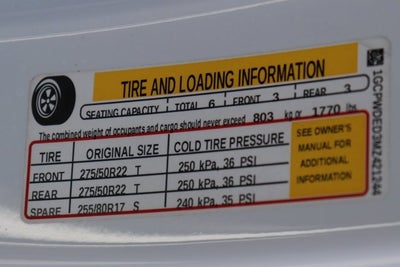 TIRE AND LOADING INFORMATION
SEATING CAPACITY TOTAL 6 FRONT 3 REAR 3
The combined weight of occupants and cargo should never exceed 803 kg or 1770 lbs
TIRE ORIGINAL SIZE COLD TIRE PRESSURE
FRONT 275/50R22 T 250 kPa, 36 PSI
REAR 275/50R22 T 250 kPa, 36 PSI
SPARE 255/80R17 S 240 kPa, 35 PSI
SEE OWNER'S
MANUAL FOR
ADDITIONAL
INFORMATION
1GCPWDED3MZ421244